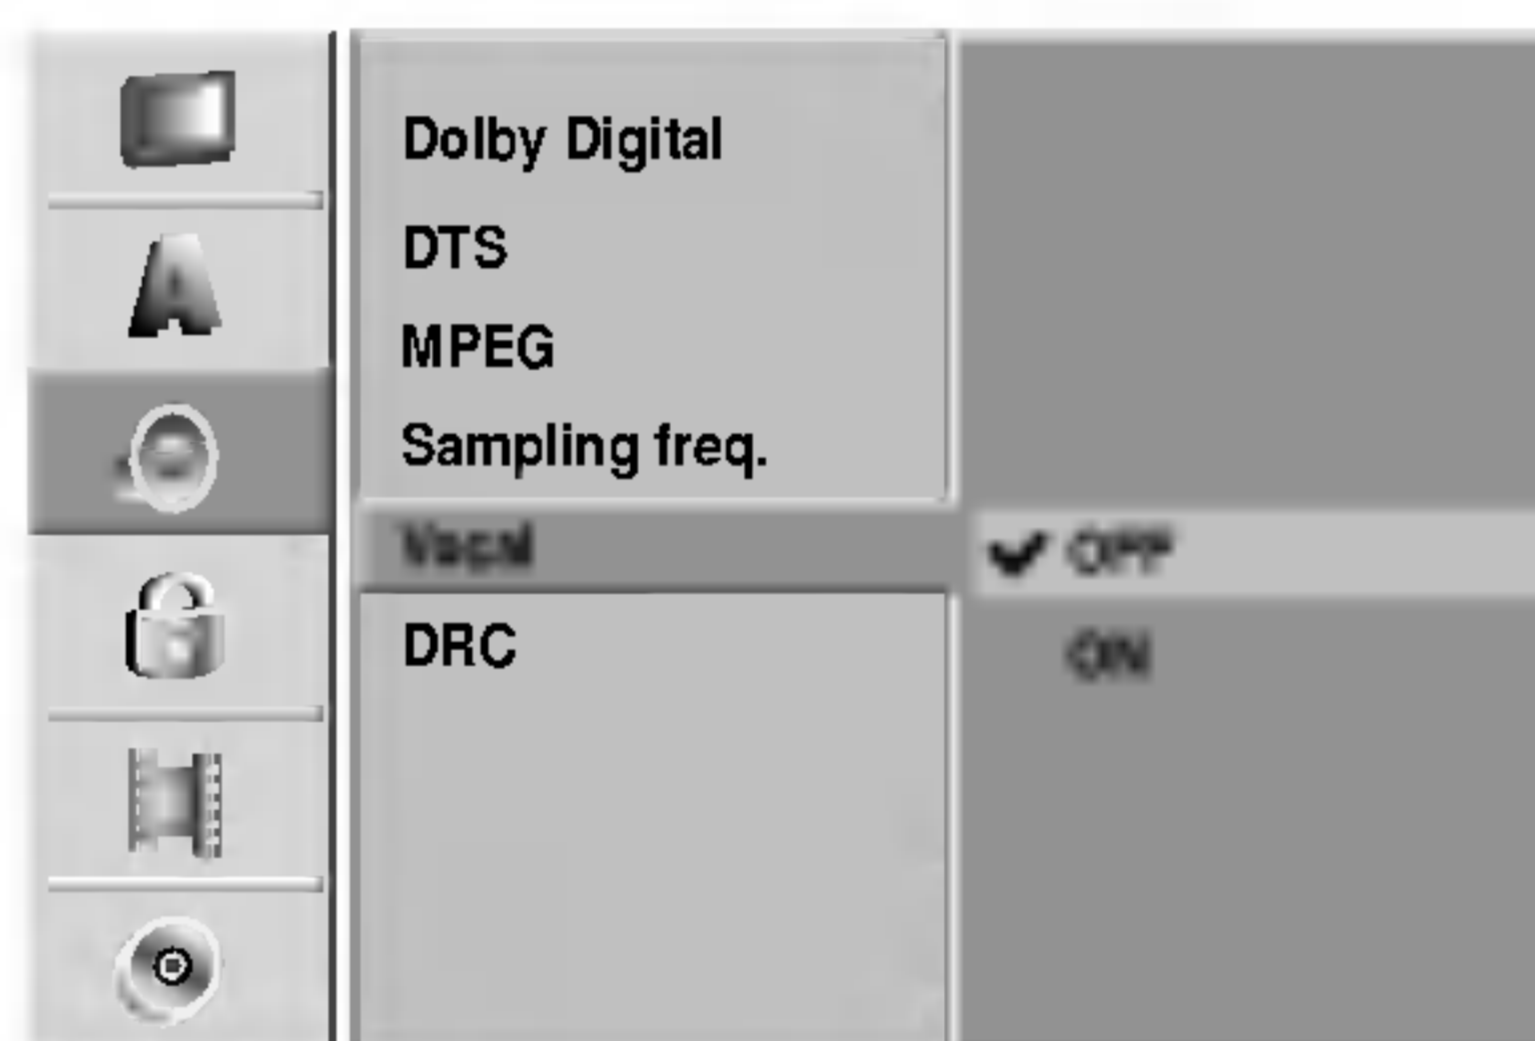 Dolby Digital
DTS
MPEG
Sampling freq.
Vocal
OFF
ON
DRC